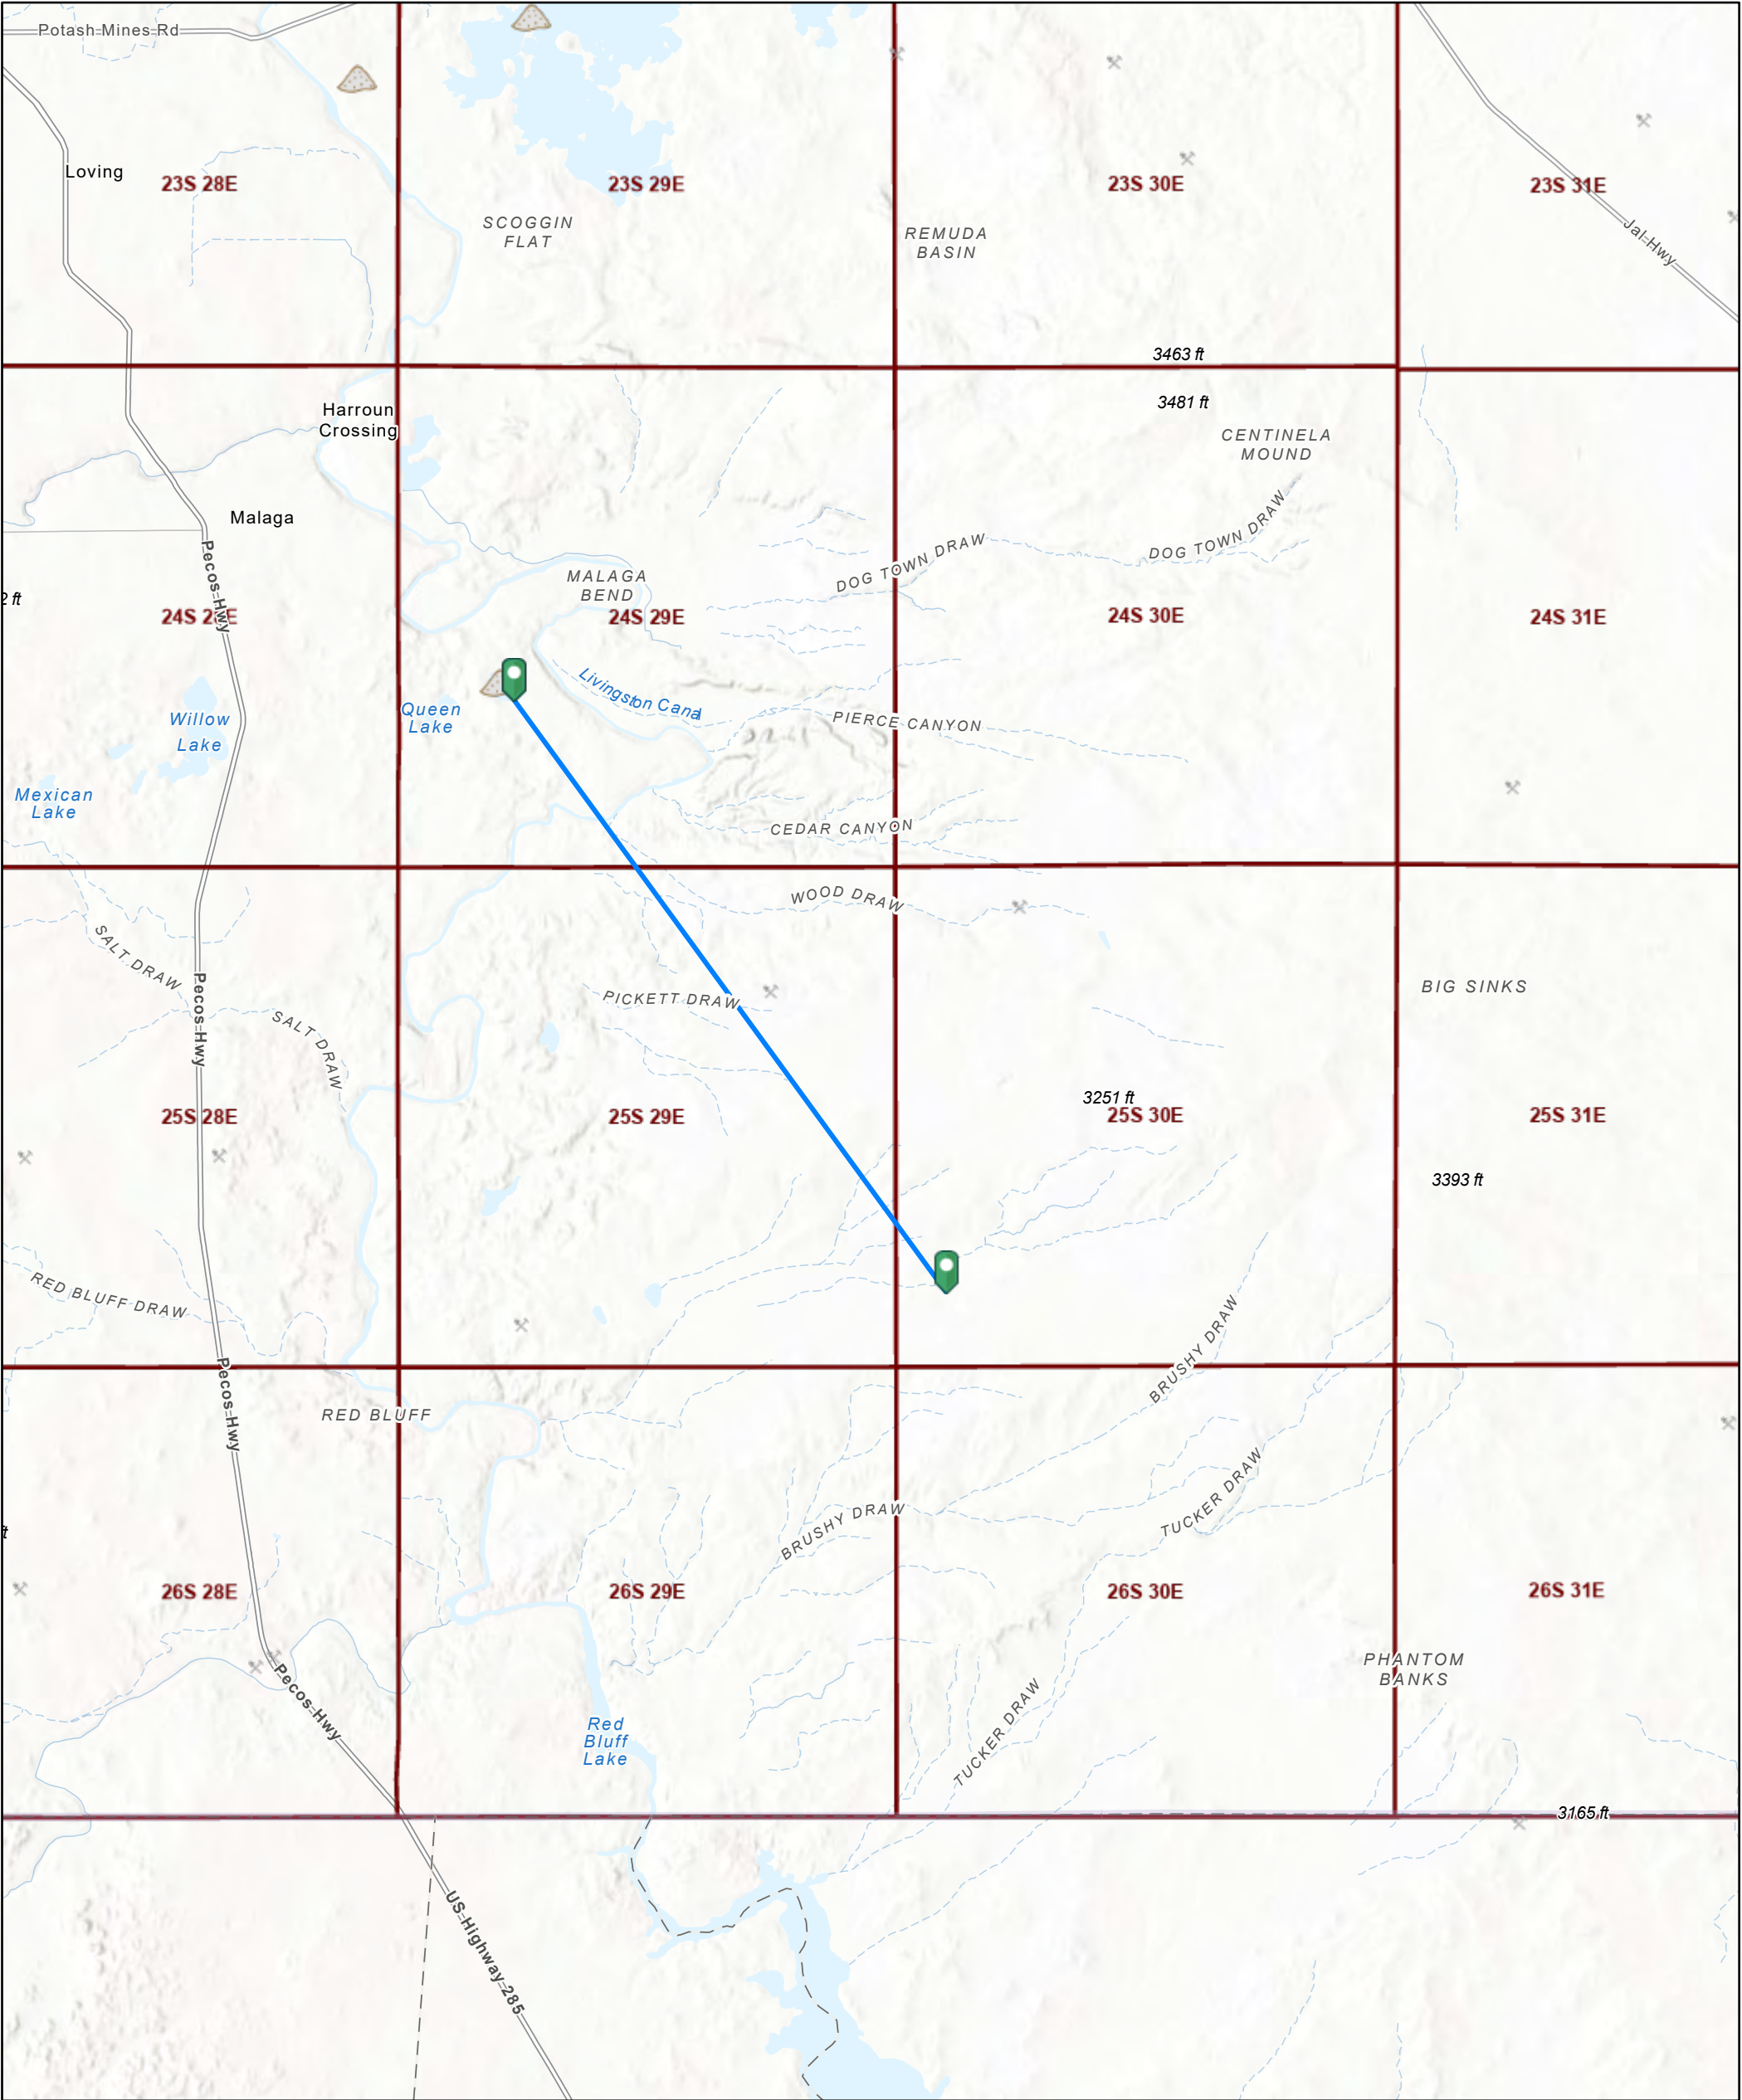 Potash Mines Rd
Loving
23S 28E
23S 29E
23S 30E
23S 31E
SCOGGIN
FLAT
REMUDA
BASIN
Jal-Hwy
3463 ft
3481 ft
Harroun
Crossing
CENTINELA
MOUND
Malaga
DOG TOWN DRAW
DOG TOWN DRAW
Pecos-Hwy
MALAGA
BEND
2 ft
24S 28E
24S 29E
24S 30E
24S 31E
Livingston Canal
Queen
Lake
Willow
Lake
PIERCE CANYON
Mexican
Lake
CEDAR CANYON
WOOD DRAW
SALT DRAW
Pecos-Hwy
PICKETT DRAW
BIG SINKS
SALT DRAW
3251 ft
25S 28E
25S 29E
25S 30E
25S 31E
3393 ft
RED BLUFF DRAW
BRUSHY DRAW
Pecos-Hwy
RED BLUFF
TUCKER DRAW
BRUSHY DRAW
ft
26S 28E
26S 29E
26S 30E
26S 31E
PHANTOM
BANKS
Pecos-Hwy
TUCKER DRAW
Red
Bluff
Lake
3165 ft
US-Highway-285